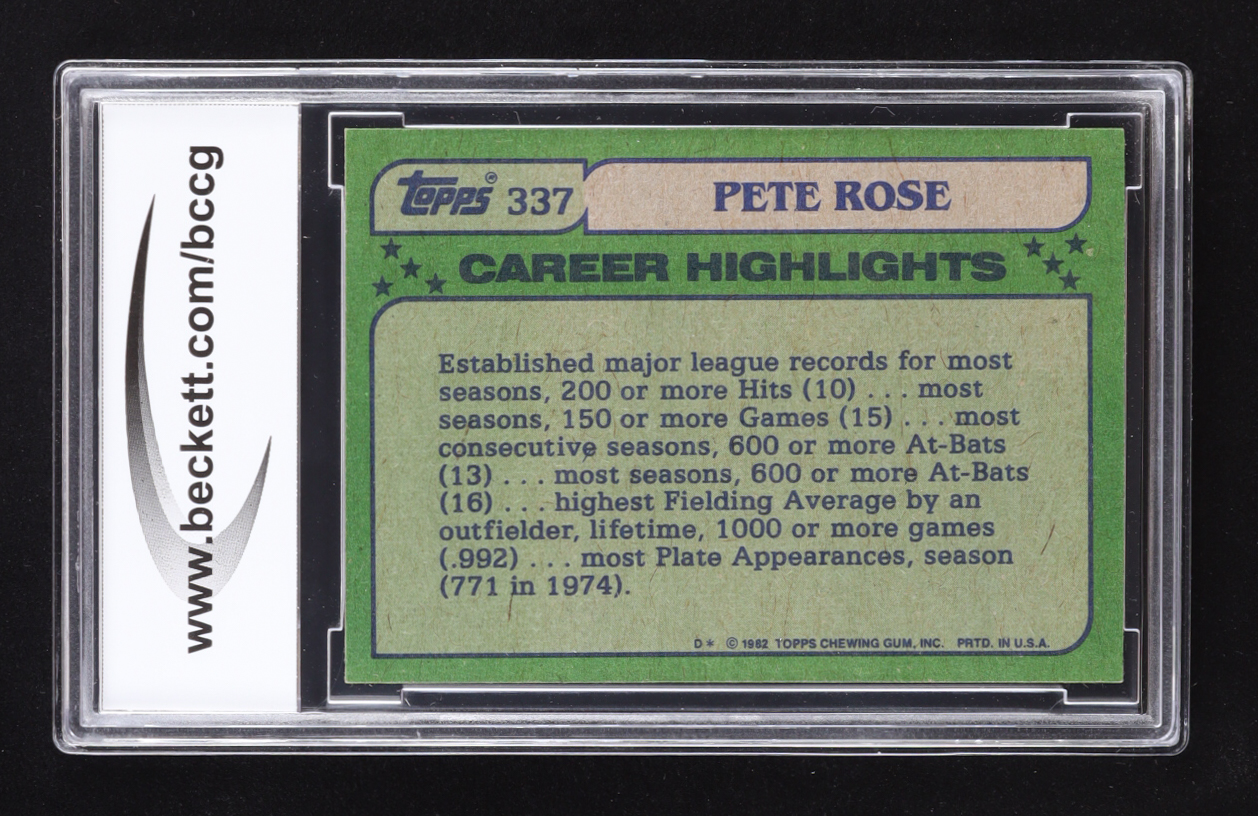 www.beckett.com/bccg
Topps® 337
PETE ROSE
CAREER HIGHLIGHTS
Established major league records for most
seasons, 200 or more Hits (10) . . . most
seasons, 150 or more Games (15) . . . most
consecutive seasons, 600 or more At-Bats
(13) . . . most seasons, 600 or more At-Bats
(16) . . . highest Fielding Average by an
outfielder, lifetime, 1000 or more games
(.992) . . . most Plate Appearances, season
(771 in 1974).
D* © 1982 TOPPS CHEWING GUM, INC. PRTD. IN U.S.A.